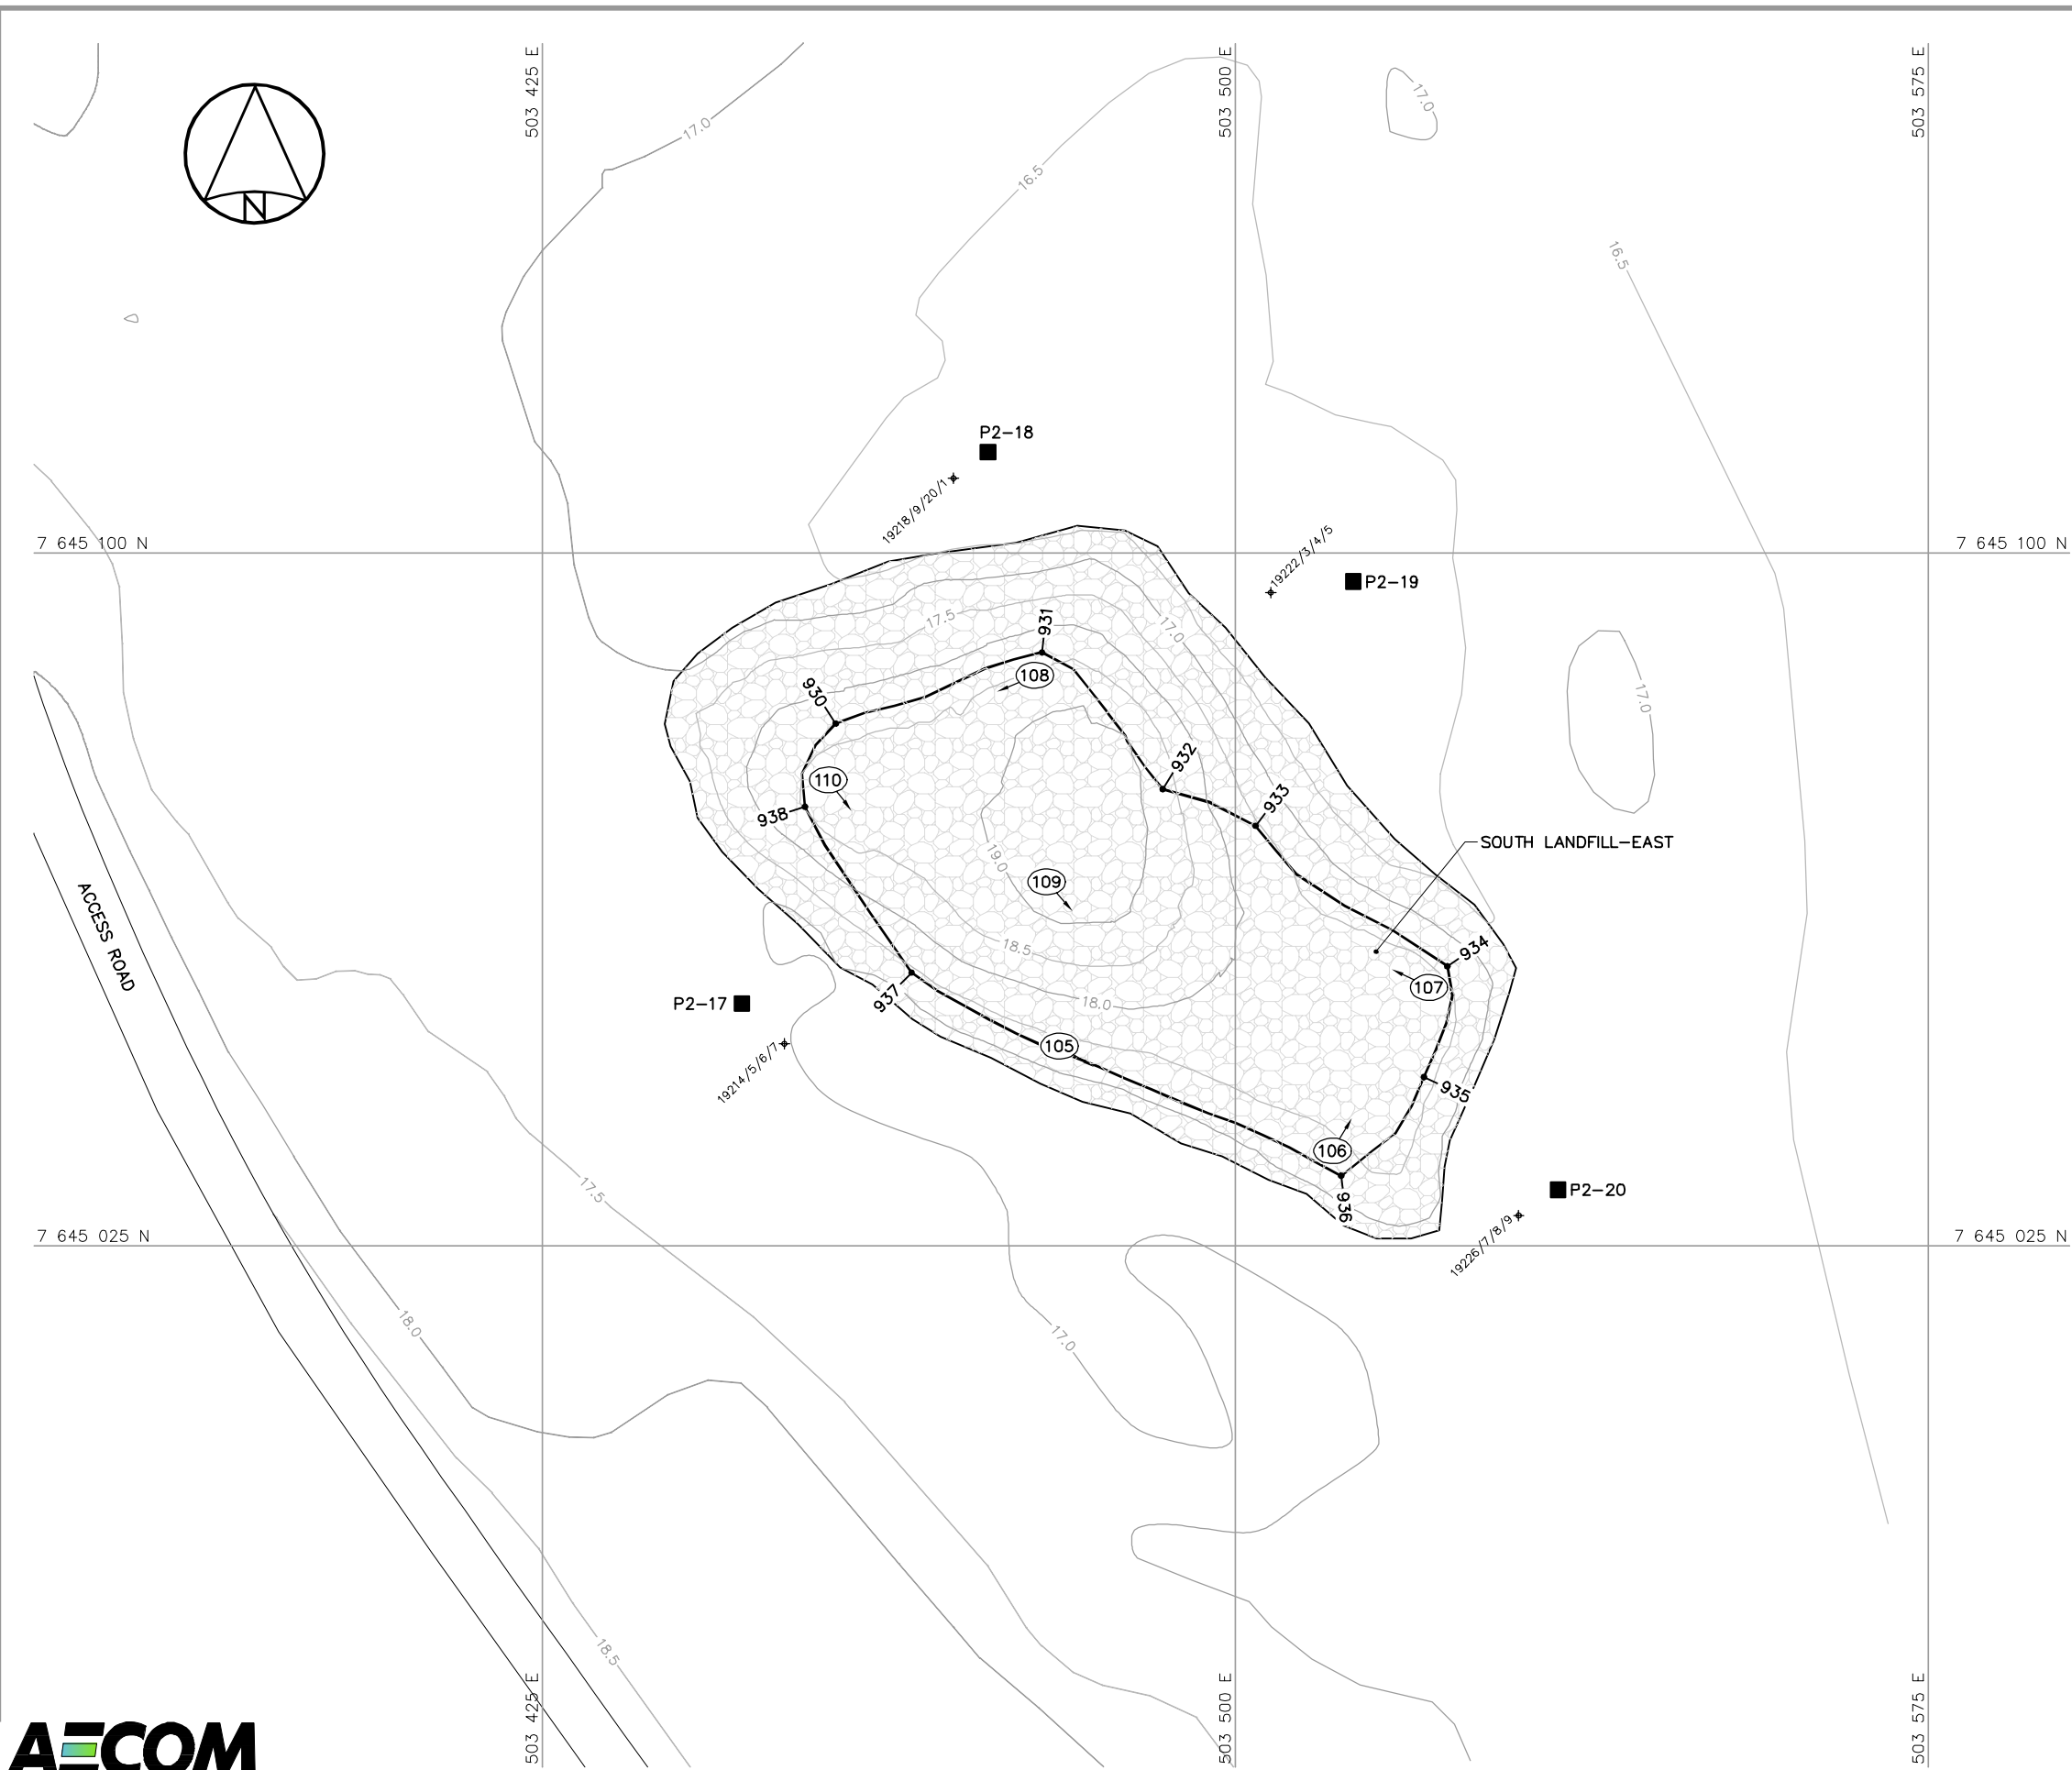 503 425 E
503 500 E
503 575 E
N
17.0
17.0
16.5
16.5
P2-18
19218/9/20/1
7 645 100 N
7 645 100 N
19222/3/4/5
P2-19
17.5
931
17.0
108
930
17.0
932
110
938
933
SOUTH LANDFILL-EAST
19.0
109
ACCESS ROAD
18.5
934
107
937
P2-17
18.0
105
19214/5/6/7
935
106
936
17.5
P2-20
19226/7/8/9
7 645 025 N
7 645 025 N
18.0
17.0
18.5
503 425 E
503 500 E
503 575 E
AECOM